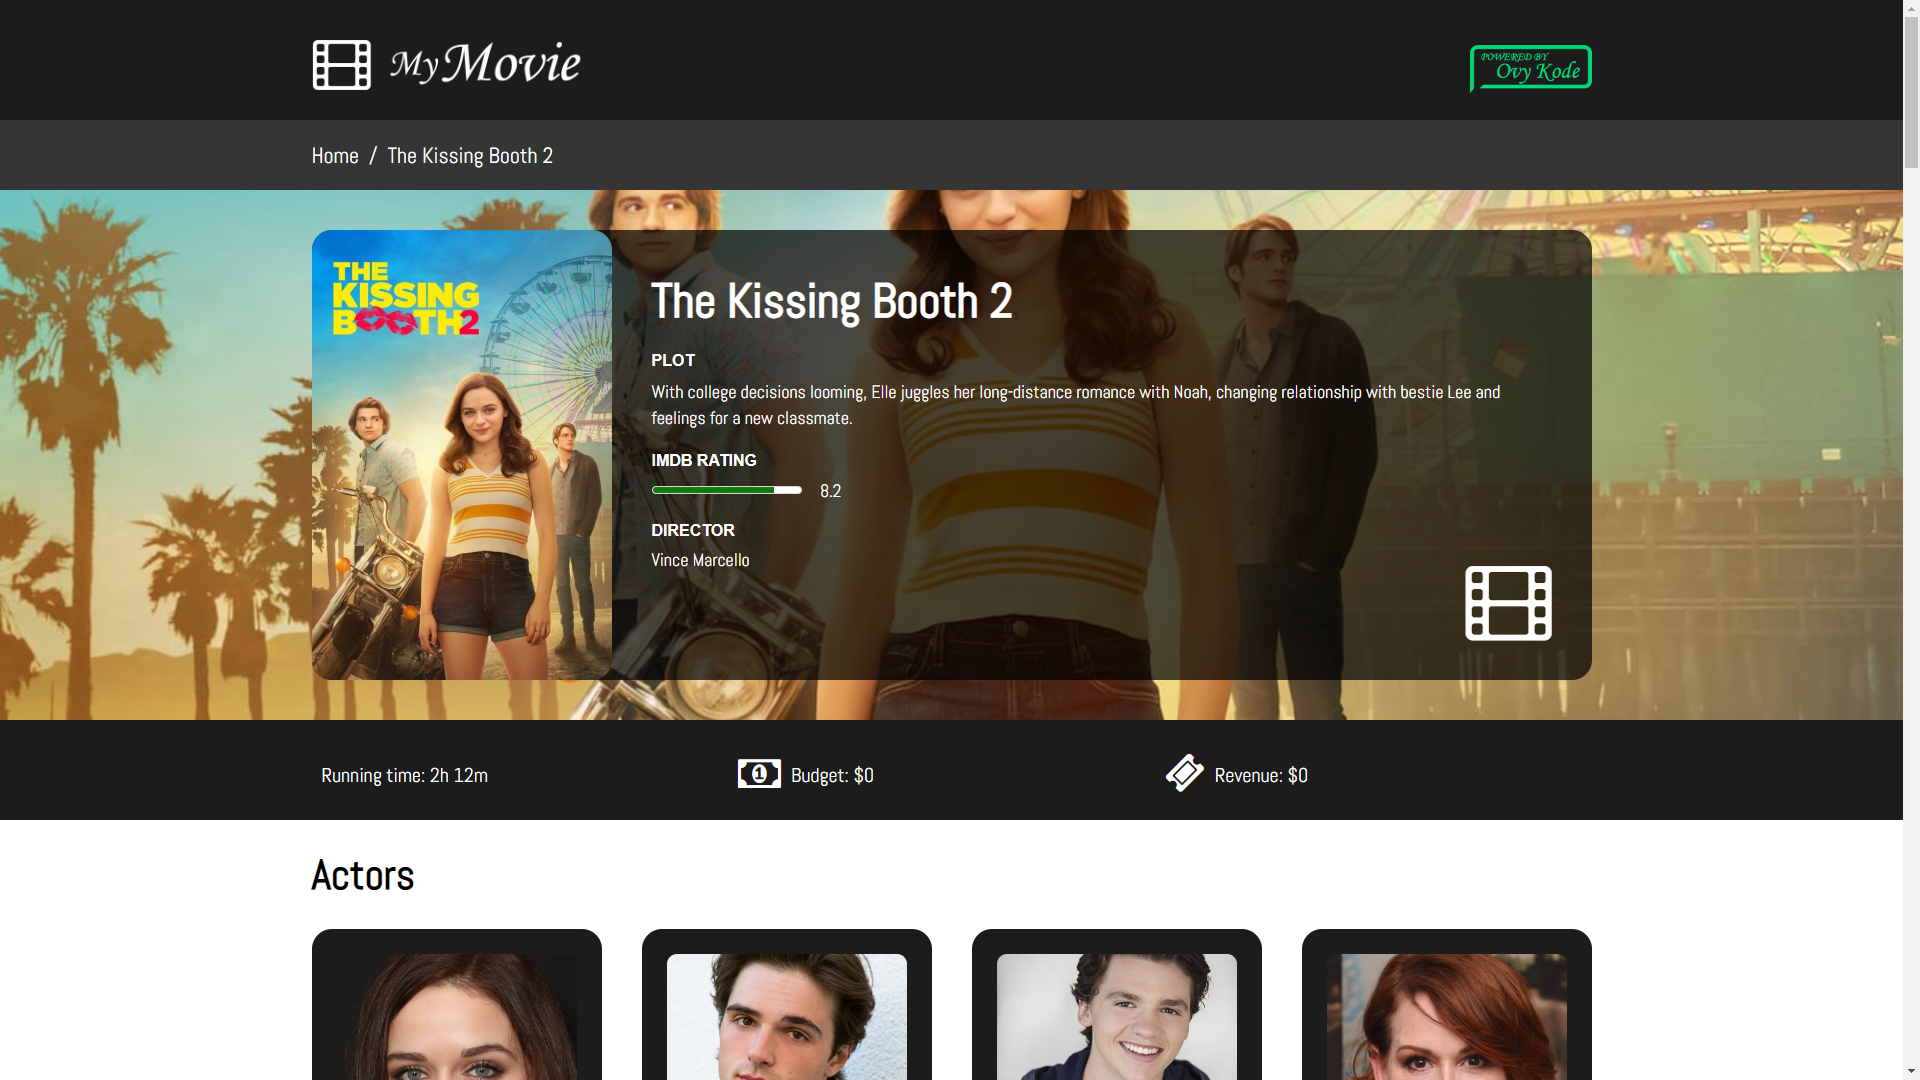 MyMovie
POWERED BY
Ovy Kode
Home / The Kissing Booth 2
THE
KISSING
BOOTH2
The Kissing Booth 2
PLOT
With college decisions looming, Elle juggles her long-distance romance with Noah, changing relationship with bestie Lee and
feelings for a new classmate.
IMDB RATING
8.2
DIRECTOR
Vince Marcello
Running time: 2h 12m
1
Budget: $0
Revenue: $0
Actors